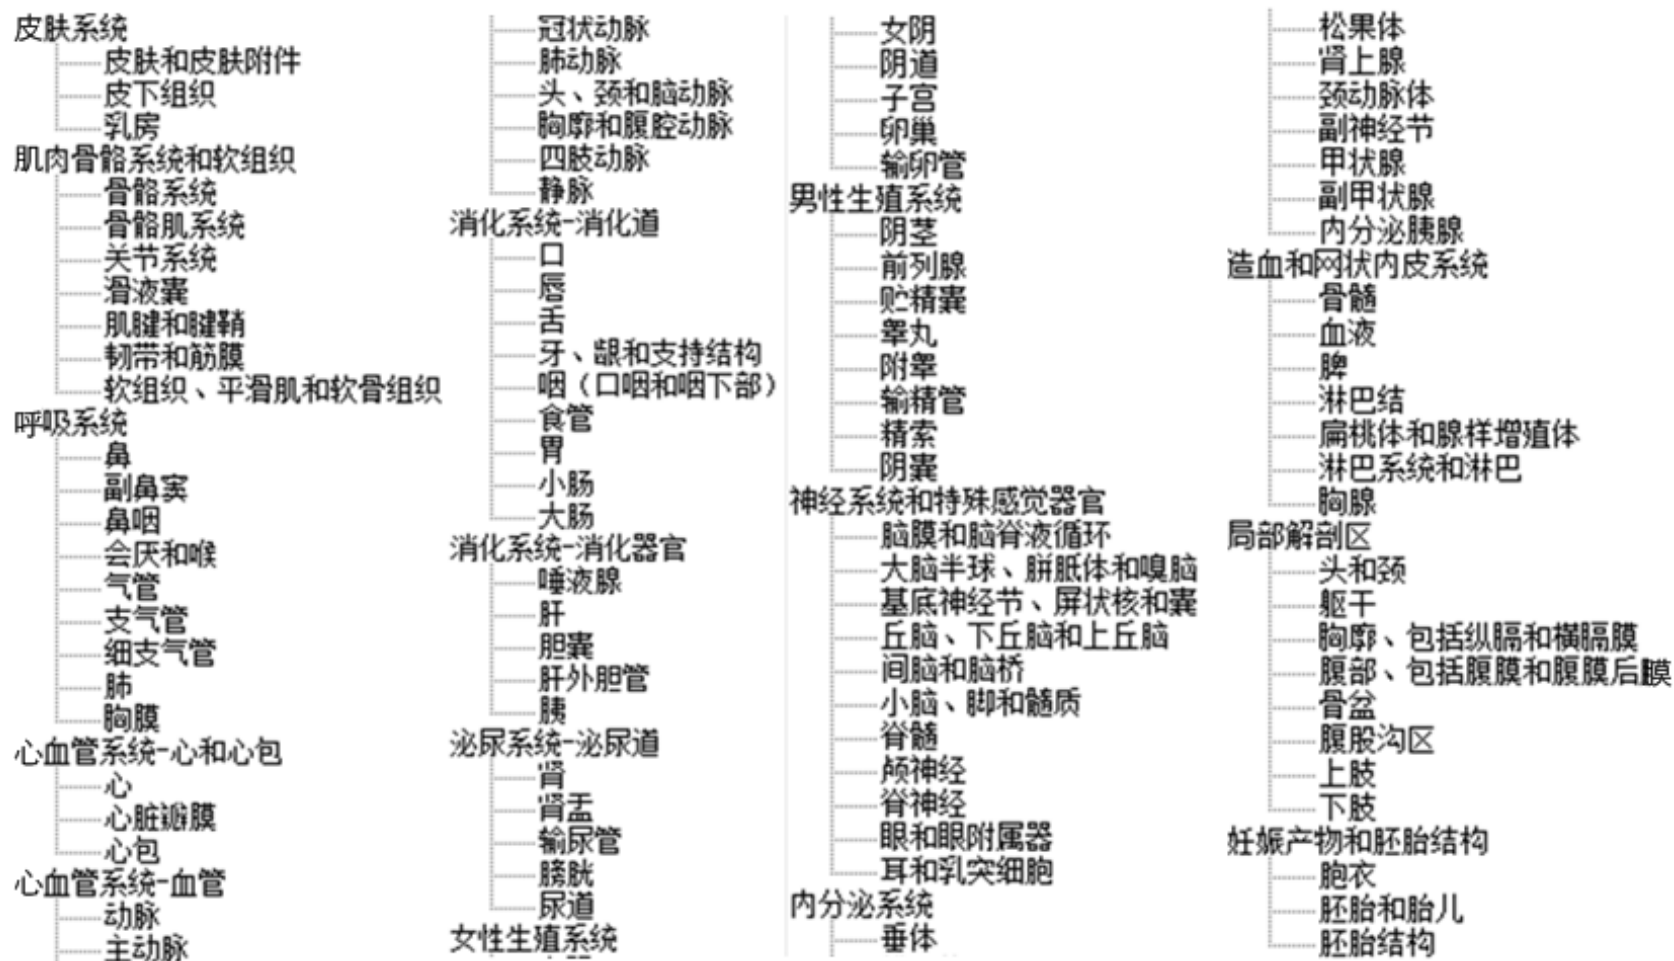 皮肤系统
皮肤和皮肤附件
皮下组织
乳房
肌肉骨骼系统和软组织
骨骼系统
骨骼肌系统
关节系统
滑液囊
肌腱和腱鞘
韧带和筋膜
软组织、平滑肌和软骨组织
呼吸系统
鼻
副鼻窦
鼻咽
会厌和喉
气管
支气管
细支气管
肺
胸膜
心血管系统-心和心包
心
心脏瓣膜
心包
心血管系统-血管
动脉
主动脉
冠状动脉
肺动脉
头、颈和脑动脉
胸廓和腹腔动脉
四肢动脉
静脉
消化系统-消化道
口
唇
舌
牙、龈和支持结构
咽（口咽和咽下部）
食管
胃
小肠
大肠
消化系统-消化器官
唾液腺
肝
胆囊
肝外胆管
胰
泌尿系统-泌尿道
肾
肾盂
输尿管
膀胱
尿道
女性生殖系统
女阴
阴道
子宫
卵巢
输卵管
男性生殖系统
阴茎
前列腺
贮精囊
睾丸
附睾
输精管
精索
阴囊
神经系统和特殊感觉器官
脑膜和脑脊液循环
大脑半球、胼胝体和嗅脑
基底神经节、屏状核和囊
丘脑、下丘脑和上丘脑
间脑和脑桥
小脑、脚和髓质
脊髓
颅神经
脊神经
眼和眼附属器
耳和乳突细胞
内分泌系统
垂体
松果体
肾上腺
颈动脉体
副神经节
甲状腺
副甲状腺
内分泌胰腺
造血和网状内皮系统
骨髓
血液
脾
淋巴结
扁桃体和腺样增殖体
淋巴系统和淋巴
胸腺
局部解剖区
头和颈
躯干
胸廓、包括纵膈和横膈膜
腹部、包括腹膜和腹膜后膜
骨盆
腹股沟区
上肢
下肢
妊娠产物和胚胎结构
胞衣
胚胎和胎儿
胚胎结构